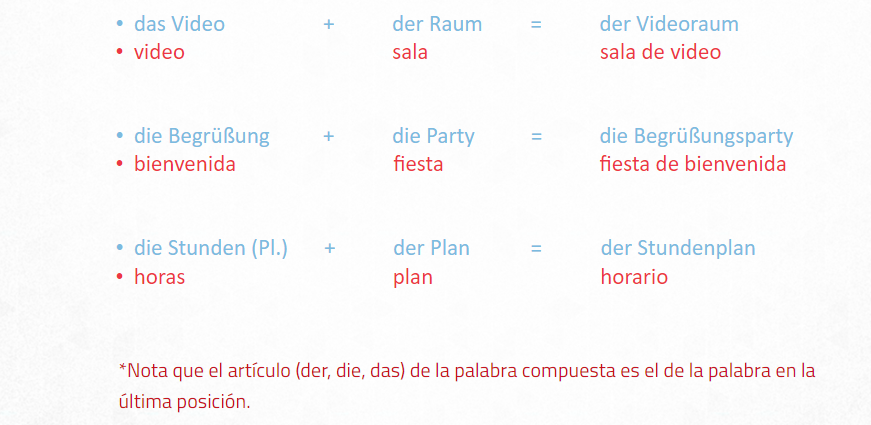 • das Video + der Raum = der Videoraum
• video sala sala de video
• die Begrüßung + die Party = die Begrüßungsparty
• bienvenida fiesta fiesta de bienvenida
• die Stunden (Pl.) + der Plan = der Stundenplan
• horas plan horario
*Nota que el artículo (der, die, das) de la palabra compuesta es el de la palabra en la
última posición.